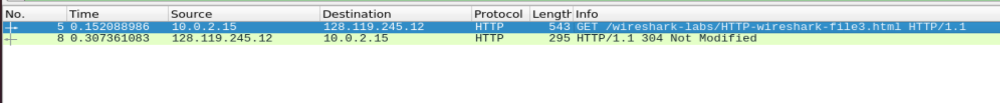 No. Time Source Destination Protocol Length Info
5 0.152088986 10.0.2.15 128.119.245.12 HTTP 543 GET /wireshark-labs/HTTP-wireshark-file3.html HTTP/1.1
8 0.307361083 128.119.245.12 10.0.2.15 HTTP 295 HTTP/1.1 304 Not Modified